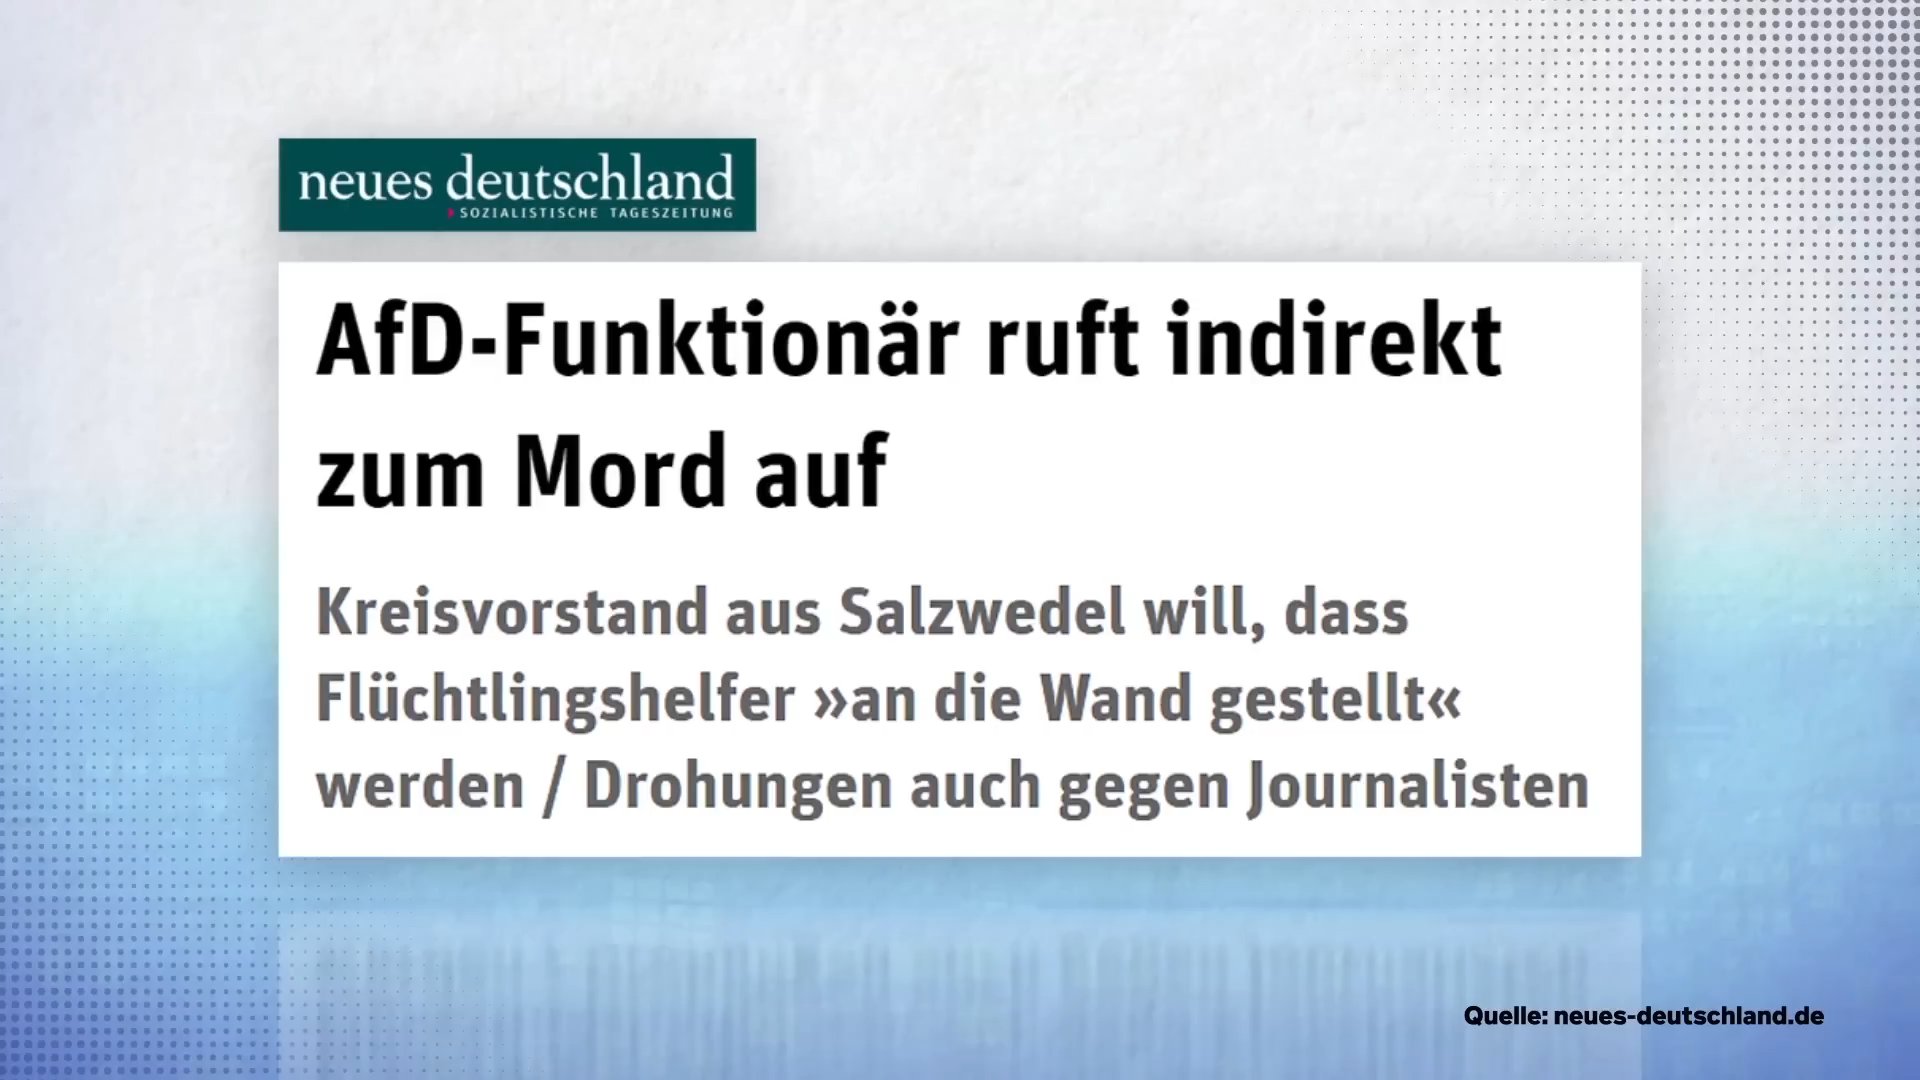 neues deutschland
SOZIALISTISCHE TAGESZEITUNG
AfD-Funktionär ruft indirekt
zum Mord auf
Kreisvorstand aus Salzwedel will, dass
Flüchtlingshelfer »an die Wand gestellt«
werden / Drohungen auch gegen Journalisten
Quelle: neues-deutschland.de